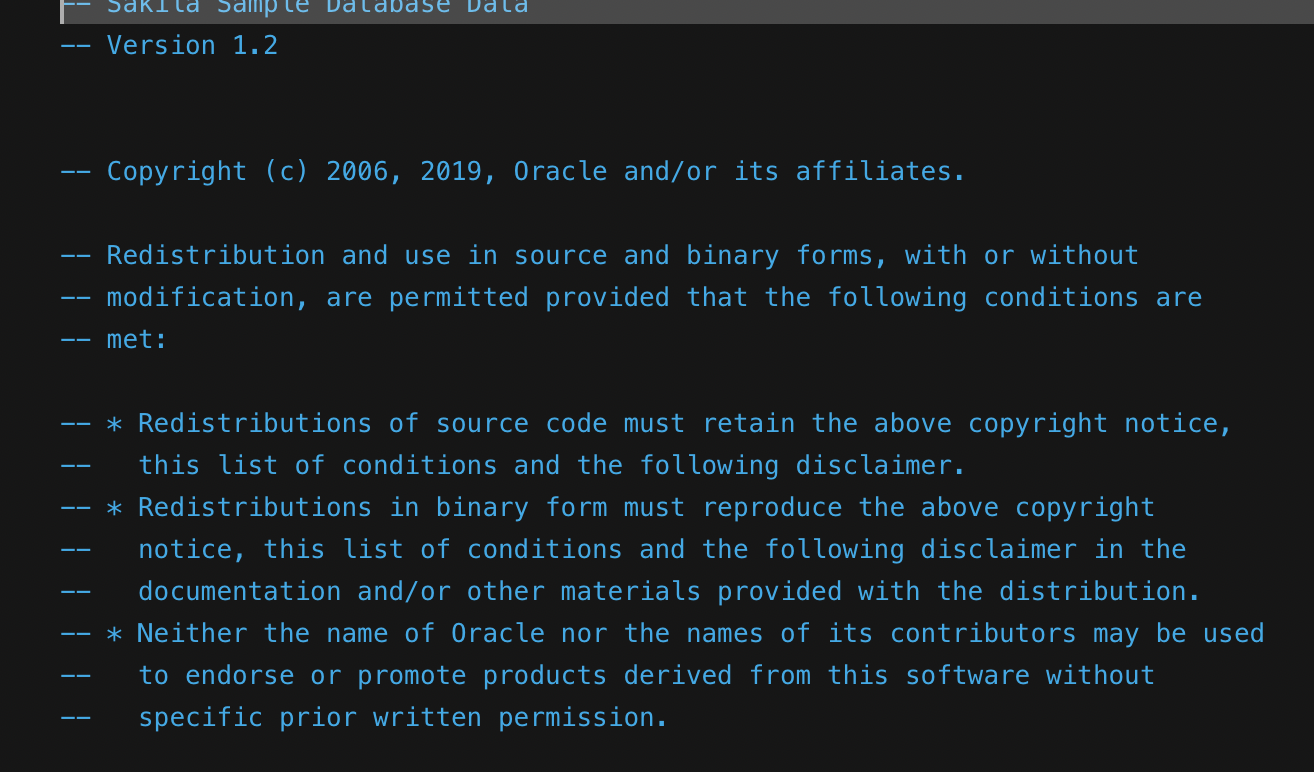 -- Sakila Sample Database Data
-- Version 1.2
-- Copyright (c) 2006, 2019, Oracle and/or its affiliates.
-- Redistribution and use in source and binary forms, with or without
-- modification, are permitted provided that the following conditions are
-- met:
-- * Redistributions of source code must retain the above copyright notice,
--   this list of conditions and the following disclaimer.
-- * Redistributions in binary form must reproduce the above copyright
--   notice, this list of conditions and the following disclaimer in the
--   documentation and/or other materials provided with the distribution.
-- * Neither the name of Oracle nor the names of its contributors may be used
--   to endorse or promote products derived from this software without
--   specific prior written permission.